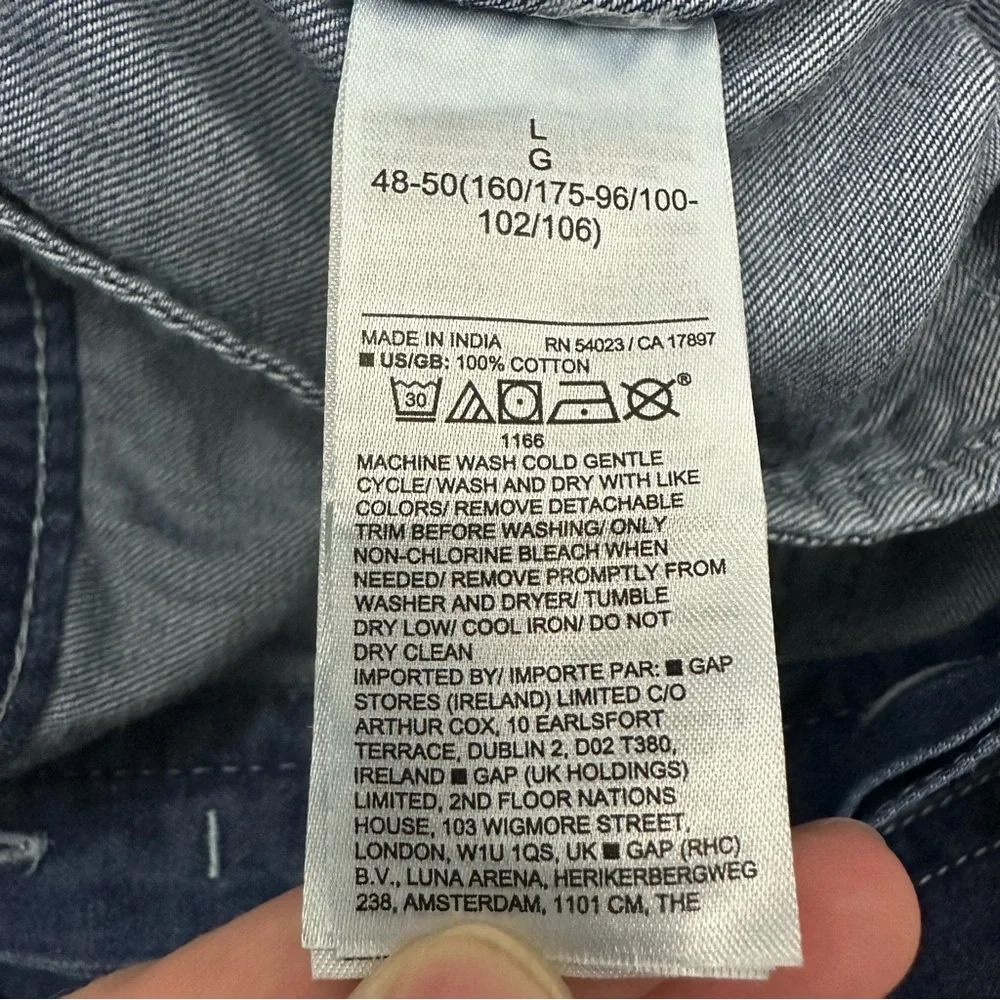 L
G
48-50(160/175-96/100-
102/106)
MADE IN INDIA RN 54023 / CA 17897
■ US/GB: 100% COTTON
30 ®
1166
MACHINE WASH COLD GENTLE
CYCLE/ WASH AND DRY WITH LIKE
COLORS/ REMOVE DETACHABLE
TRIM BEFORE WASHING/ ONLY
NON-CHLORINE BLEACH WHEN
NEEDED/ REMOVE PROMPTLY FROM
WASHER AND DRYER/ TUMBLE
DRY LOW/ COOL IRON/ DO NOT
DRY CLEAN
IMPORTED BY/ IMPORTE PAR: ■ GAP
STORES (IRELAND) LIMITED C/O
ARTHUR COX, 10 EARLSFORT
TERRACE, DUBLIN 2, D02 T380,
IRELAND ■ GAP (UK HOLDINGS)
LIMITED, 2ND FLOOR NATIONS
HOUSE, 103 WIGMORE STREET,
LONDON, W1U 1QS, UK ■ GAP (RHC)
B.V., LUNA ARENA, HERIKERBERGWEG
238, AMSTERDAM, 1101 CM, THE